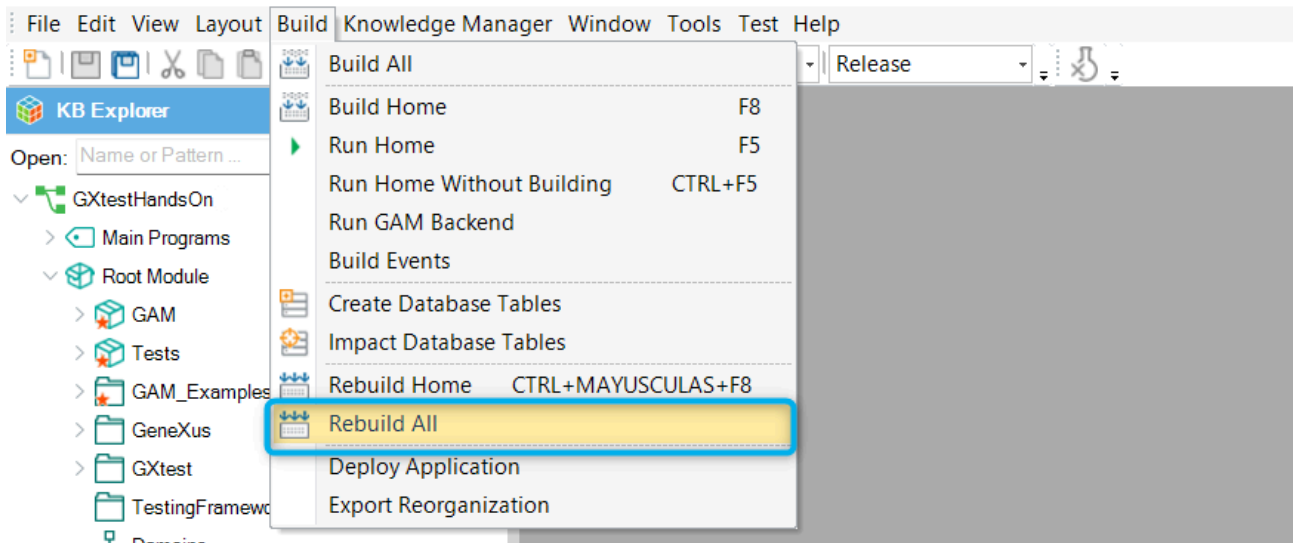 File Edit View Layout Build Knowledge Manager Window Tools Test Help
Build All
Release
KB Explorer
Build Home F8
Open: Name or Pattern ...
Run Home F5
Run Home Without Building CTRL+F5
GXtestHandsOn
Run GAM Backend
Main Programs
Build Events
Root Module
Create Database Tables
GAM
Impact Database Tables
Tests
Rebuild Home CTRL+MAYUSCULAS+F8
GAM_Examples
Rebuild All
GeneXus
Deploy Application
GXtest
Export Reorganization
TestingFramewo